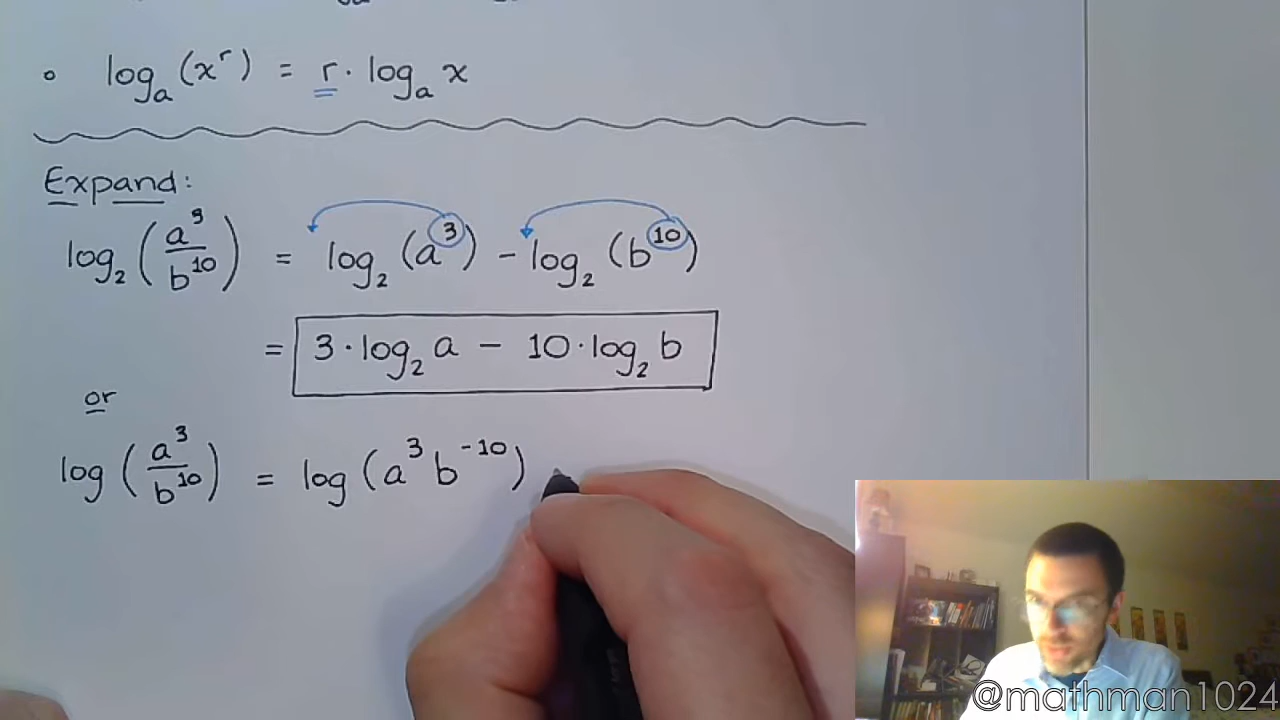 ∘ logₐ(xʳ) = r · logₐ x
Expand:
log₂(a³/b¹⁰) = log₂(a³) − log₂(b¹⁰)
= 3 · log₂ a − 10 · log₂ b
or
log(a³/b¹⁰) = log(a³ b⁻¹⁰)
@mathman1024